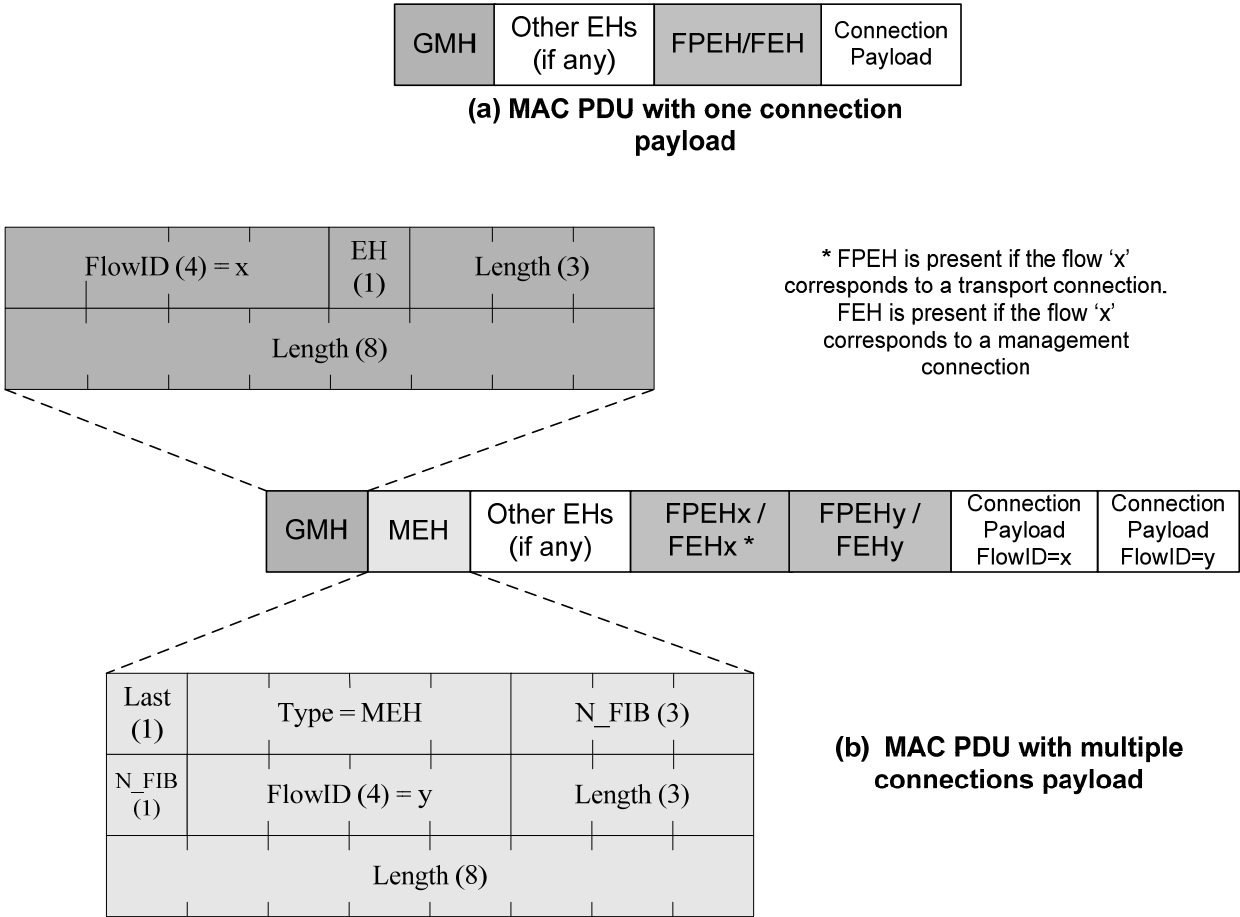 GMH
Other EHs
(if any)
FPEH/FEH
Connection
Payload
(a) MAC PDU with one connection
payload
FlowID (4) = x
EH
(1)
Length (3)
Length (8)
* FPEH is present if the flow ‘x’
corresponds to a transport connection.
FEH is present if the flow ‘x’
corresponds to a management
connection
GMH
MEH
Other EHs
(if any)
FPEHx /
FEHx *
FPEHy /
FEHy
Connection
Payload
FlowID=x
Connection
Payload
FlowID=y
Last
(1)
Type = MEH
N_FIB (3)
N_FIB
(1)
FlowID (4) = y
Length (3)
Length (8)
(b) MAC PDU with multiple
connections payload